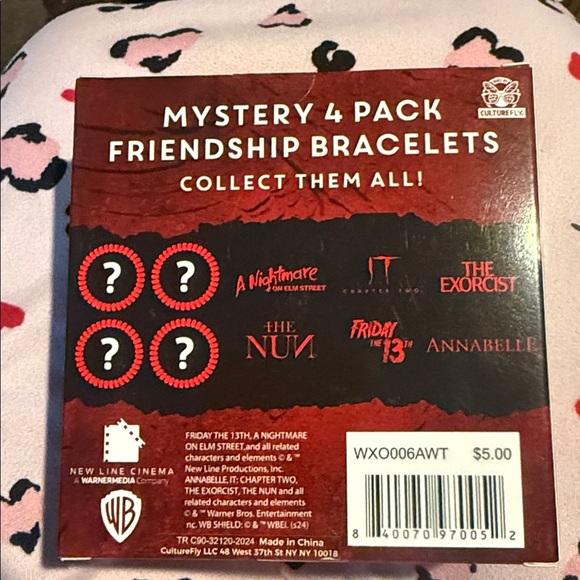 MYSTERY 4 PACK
FRIENDSHIP BRACELETS
COLLECT THEM ALL!
CULTUREFLY
? ?
A Nightmare
ON ELM STREET
IT
CHAPTER TWO
THE
EXORCIST
? ?
THE
NUN
FRIDAY
THE 13TH
ANNABELLE
NEW LINE CINEMA
A WARNERMEDIA Company
WB
FRIDAY THE 13TH, A NIGHTMARE
ON ELM STREET,and all related
characters and elements © & ™
New Line Productions, Inc.
ANNABELLE, IT: CHAPTER TWO,
THE EXORCIST, THE NUN and all
related characters and elements
© & ™ Warner Bros. Entertainment
nc. WB SHIELD: © & ™ WBEI. (s24)
TR C90-32120-2024 Made in China
CultureFly LLC 48 West 37th St NY NY 10018
WXO006AWT $5.00
8 40070 97005 2